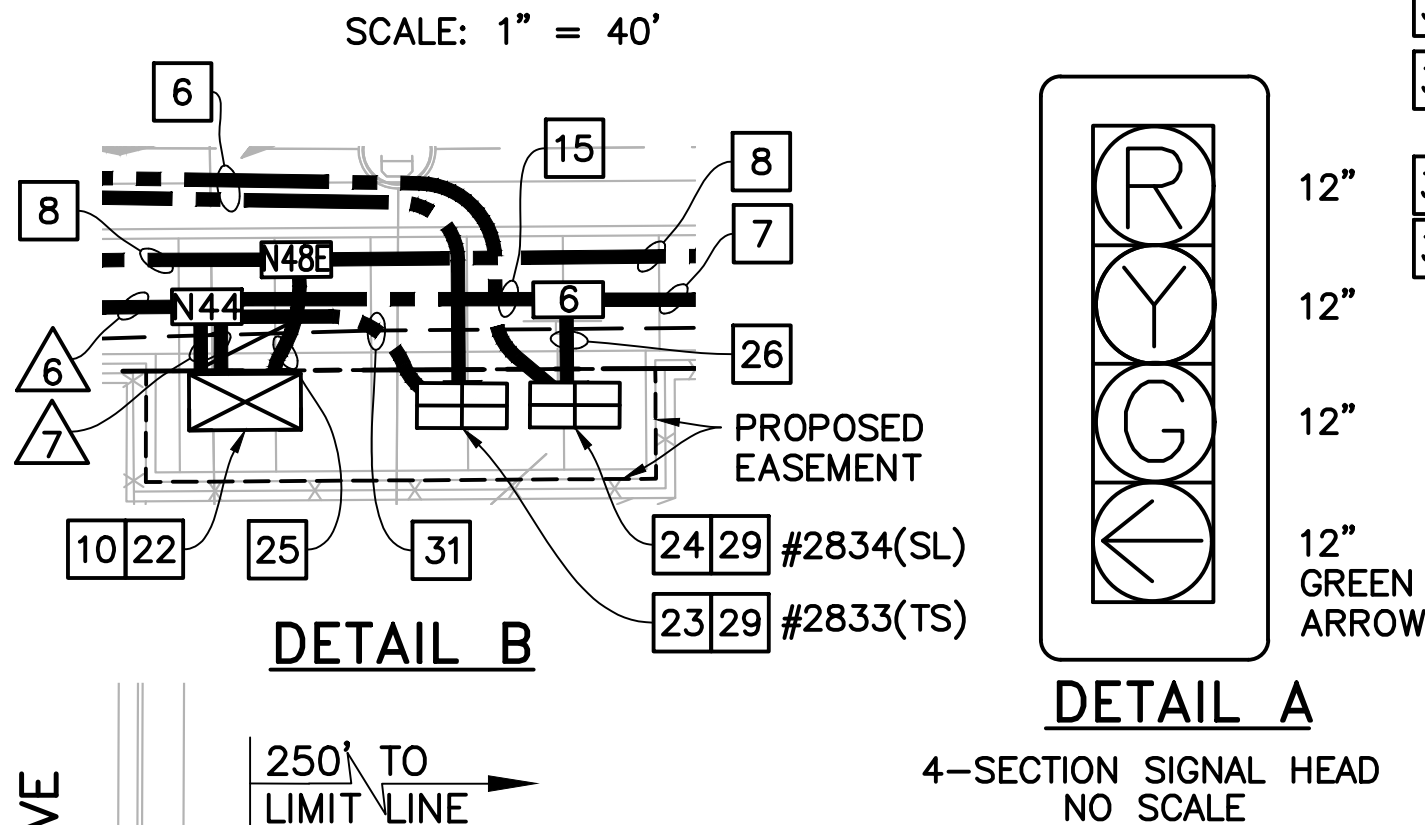 SCALE: 1" = 40'
6
15
8
8
7
N48E
N44
6
6
26
7
PROPOSED
EASEMENT
10 22
25
31
24 29 #2834(SL)
23 29 #2833(TS)
DETAIL B
250' TO
LIMIT LINE
R
12"
Y
12"
G
12"
12"
GREEN
ARROW
DETAIL A
4-SECTION SIGNAL HEAD
NO SCALE